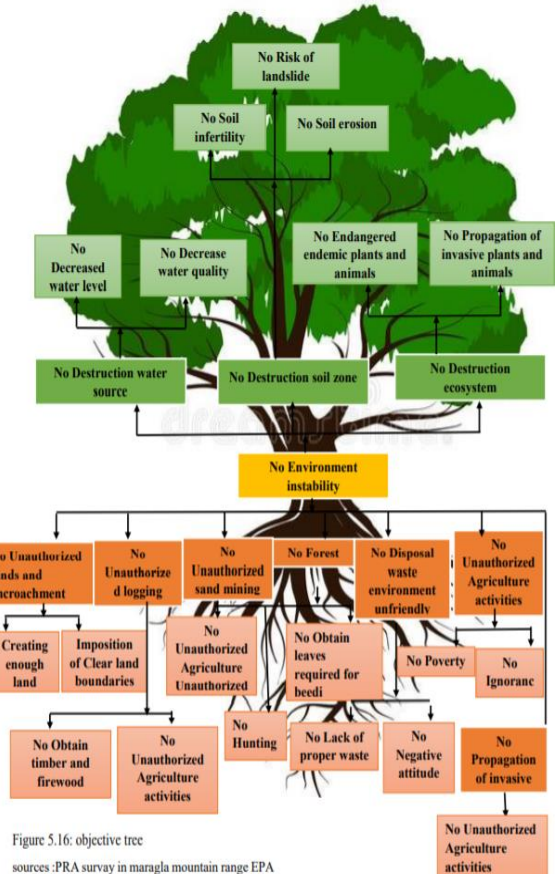 No Risk of
landslide
No Soil
infertility
No Soil erosion
No
Decreased
water level
No Decrease
water quality
No Endangered
endemic plants and
animals
No Propagation of
invasive plants and
animals
No Destruction water
source
No Destruction soil zone
No Destruction
ecosystem
No Environment
instability
o Unauthorized
nds and
ncroachment
No
Unauthorize
d logging
No
Unauthorized
sand mining
No Forest
No Disposal
waste
environment
unfriendly
No
Unauthorized
Agriculture
activities
Creating
enough
land
Imposition
of Clear land
boundaries
No
Unauthorized
Agriculture
Unauthorized
No Obtain
leaves
required for
beedi
No Poverty
No
Ignoranc
No Obtain
timber and
firewood
No
Unauthorized
Agriculture
activities
No
Hunting
No Lack of
proper waste
No
Negative
attitude
No
Propagation
of invasive
No Unauthorized
Agriculture
activities
Figure 5.16: objective tree
sources :PRA survay in maragla mountain range EPA